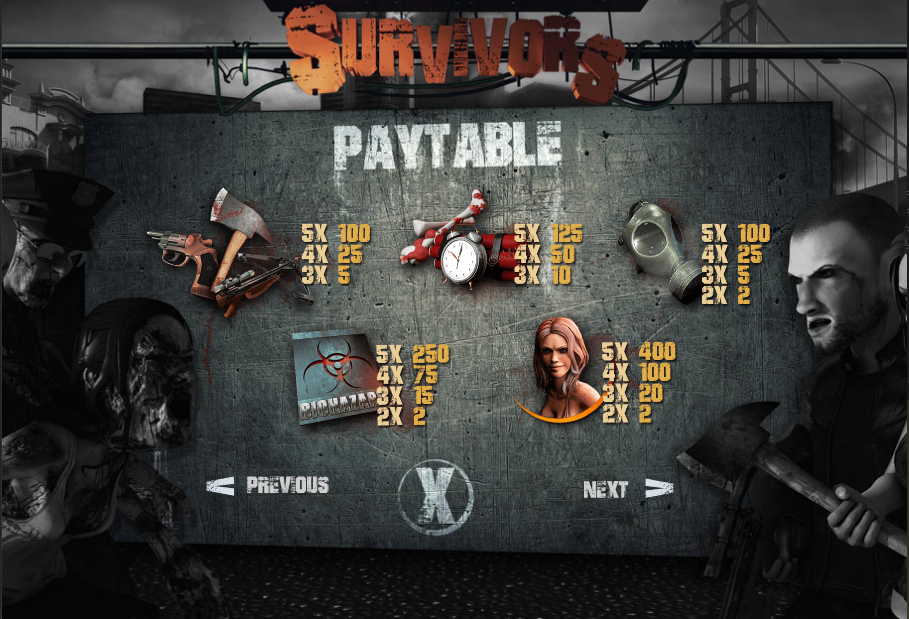 SURVIVORS
PAYTABLE
5X 100
4X 25
3X 5
5X 125
4X 50
3X 10
5X 100
4X 25
3X 5
2X 2
BIOHAZAR
5X 250
4X 75
3X 15
2X 2
5X 400
4X 100
3X 20
2X 2
PREVIOUS
X
NEXT